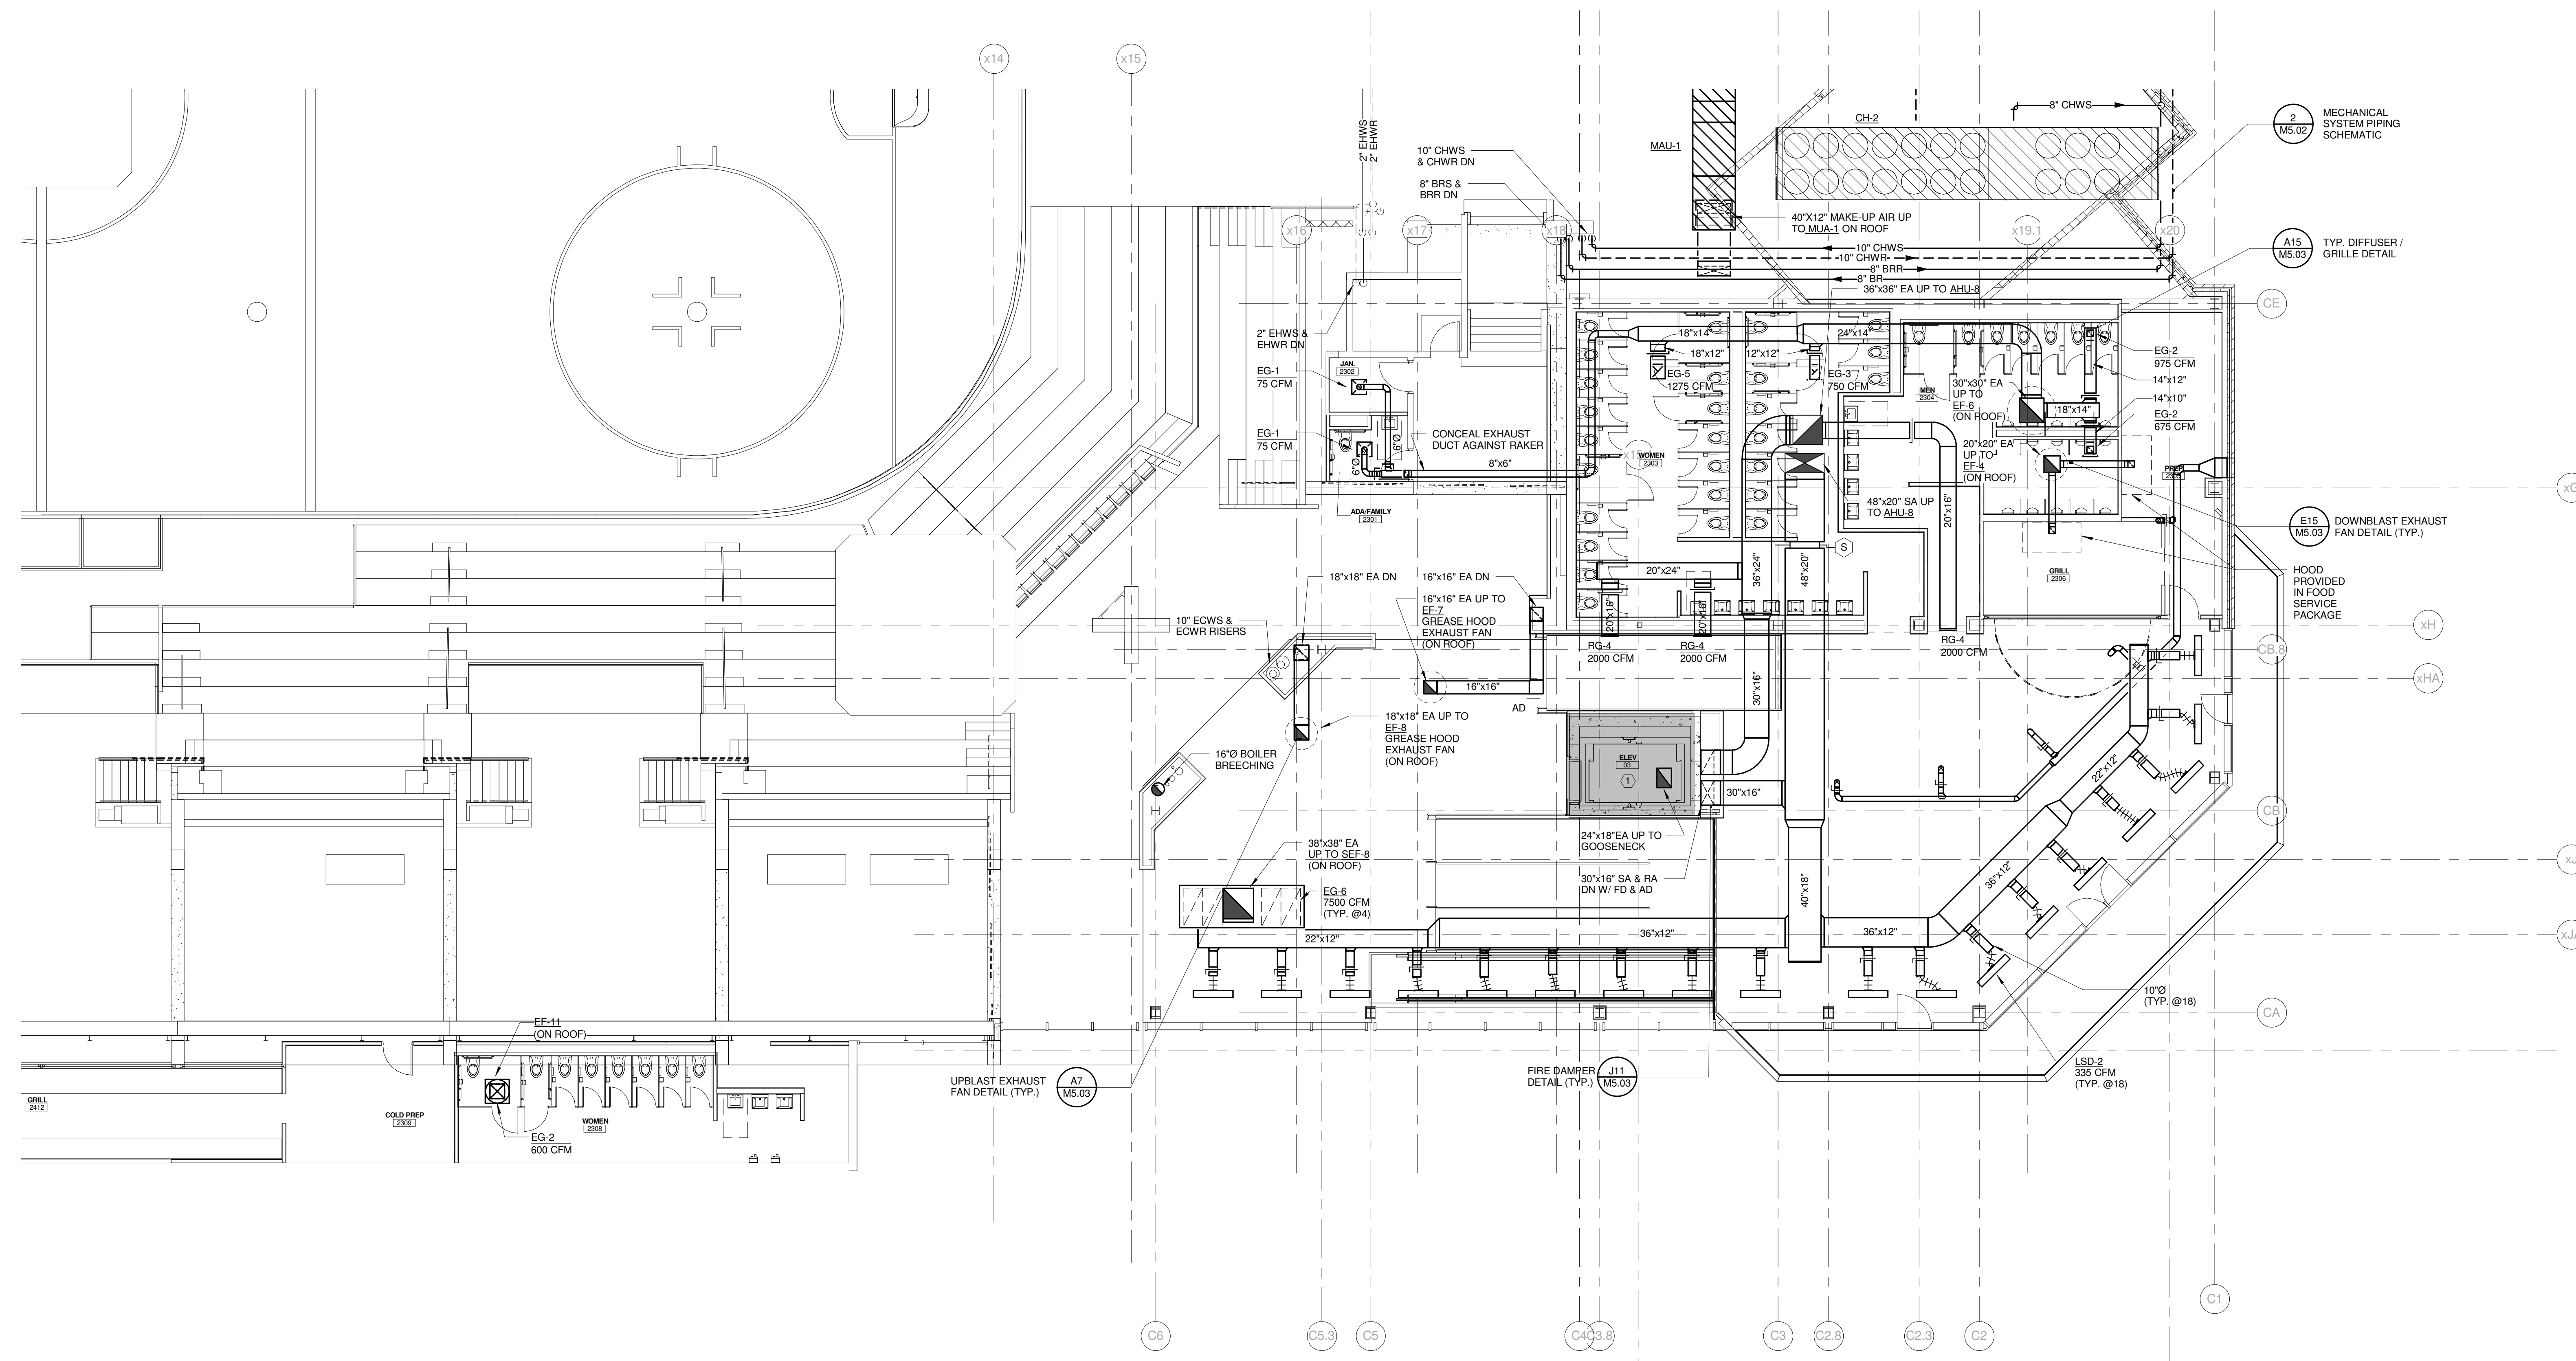 x14
x15
8" CHWS
CH-2
2
M5.02
MECHANICAL
SYSTEM PIPING
SCHEMATIC
2" EHWS
2" EHWR
MAU-1
10" CHWS
& CHWR DN
8" BRS &
BRR DN
40"X12" MAKE-UP AIR UP
TO MUA-1 ON ROOF
x16
x17
x18
x19.1
x20
A15
M5.03
TYP. DIFFUSER /
GRILLE DETAIL
10" CHWS
10" CHWR
8" BRR
8" BR
36"x36" EA UP TO AHU-8
CE
2" EHWS &
EHWR DN
18"x14"
24"x14"
18"x12"
12"x12"
EG-2
975 CFM
14"x12"
14"x10"
EG-2
675 CFM
JAN.
2302
EG-1
75 CFM
EG-5
1275 CFM
EG-3
750 CFM
MEN
2304
30"x30" EA
UP TO
EF-6
(ON ROOF)
18"x14"
EG-1
75 CFM
6"Ø
6"Ø
CONCEAL EXHAUST
DUCT AGAINST RAKER
8"x6"
WOMEN
2303
20"x20" EA
UP TO
EF-4
(ON ROOF)
PREP
ADA/FAMILY
2301
48"x20" SA UP
TO AHU-8
20"x16"
S
E15
M5.03
DOWNBLAST EXHAUST
FAN DETAIL (TYP.)
HOOD
PROVIDED
IN FOOD
SERVICE
PACKAGE
GRILL
2306
18"x18" EA DN
16"x16" EA DN
16"x16" EA UP TO
EF-7
GREASE HOOD
EXHAUST FAN
(ON ROOF)
20"x24"
36"x24"
48"x20"
20"x16"
20"x16"
10" ECWS &
ECWR RISERS
xH
RG-4
2000 CFM
RG-4
2000 CFM
RG-4
2000 CFM
CB.8
xHA
16"x16"
30"x16"
AD
18"x18" EA UP TO
EF-8
GREASE HOOD
EXHAUST FAN
(ON ROOF)
16"Ø BOILER
BREECHING
ELEV
03
1
30"x16"
22"x12"
CB
24"x18"EA UP TO
GOOSENECK
38"x38" EA
UP TO SEF-8
(ON ROOF)
EG-6
7500 CFM
(TYP. @4)
30"x16" SA & RA
DN W/ FD & AD
40"x18"
36"x12"
22"x12"
36"x12"
36"x12"
10"Ø
(TYP. @18)
CA
EF-11
(ON ROOF)
LSD-2
335 CFM
(TYP. @18)
UPBLAST EXHAUST
FAN DETAIL (TYP.)
A7
M5.03
FIRE DAMPER
DETAIL (TYP.)
J11
M5.03
GRILL
2412
COLD PREP
2309
WOMEN
2308
EG-2
600 CFM
C1
C6
C5.3
C5
C4
C3.8
C3
C2.8
C2.3
C2